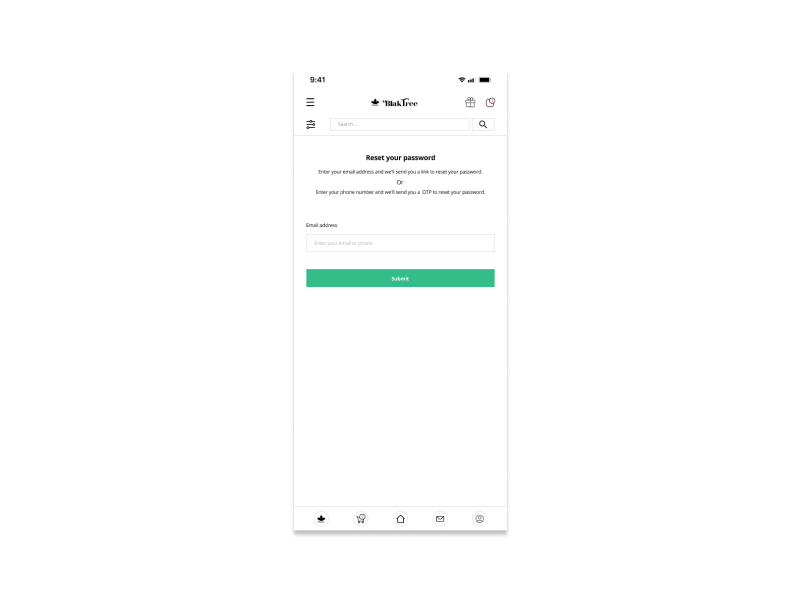 9:41
BlakTree
Search...
Reset your password
Enter your email address and we'll send you a link to reset your password.
Or
Enter your phone number and we'll send you a OTP to reset your password.
Email address
Enter your email or phone
Submit